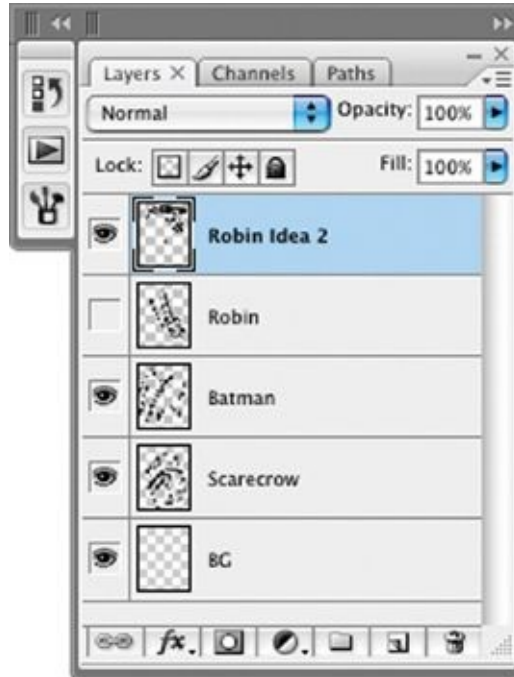 Layers × Channels Paths
Normal Opacity: 100%
Lock: Fill: 100%
Robin Idea 2
Robin
Batman
Scarecrow
BG
fx.